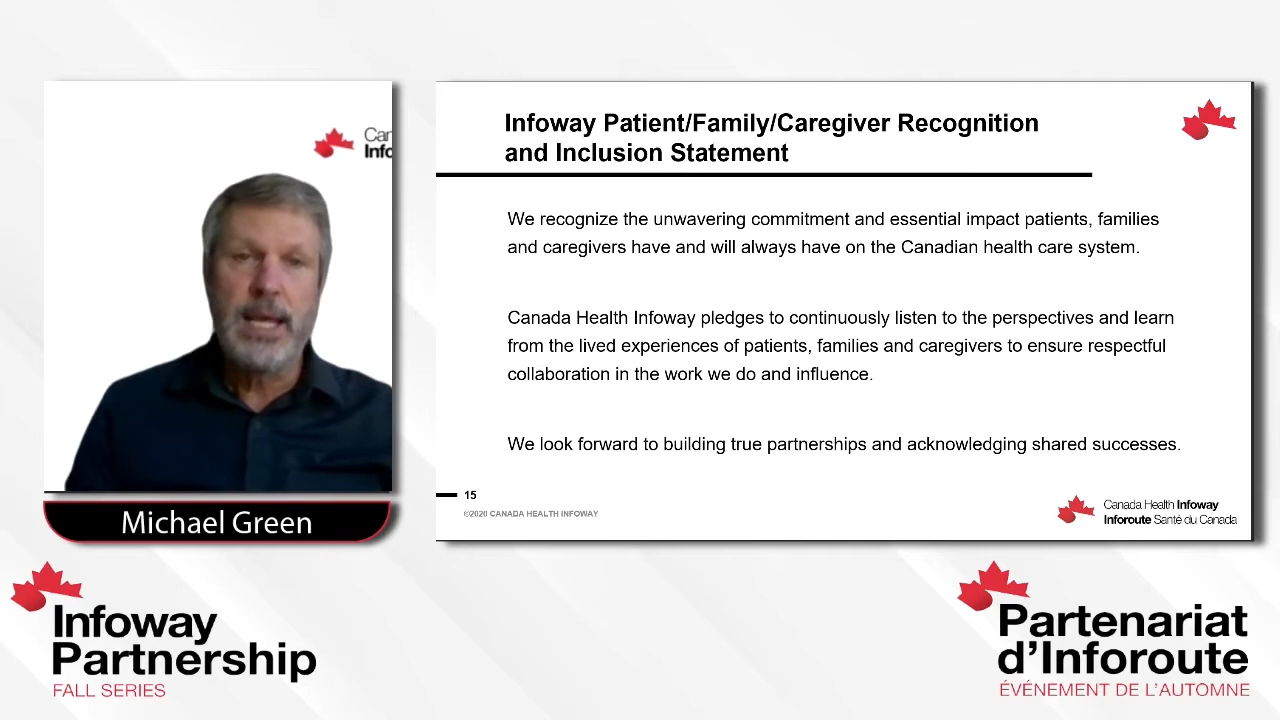 Can
Info
Michael Green
Infoway Patient/Family/Caregiver Recognition
and Inclusion Statement
We recognize the unwavering commitment and essential impact patients, families
and caregivers have and will always have on the Canadian health care system.
Canada Health Infoway pledges to continuously listen to the perspectives and learn
from the lived experiences of patients, families and caregivers to ensure respectful
collaboration in the work we do and influence.
We look forward to building true partnerships and acknowledging shared successes.
15
©2020 CANADA HEALTH INFOWAY
Canada Health Infoway
Inforoute Santé du Canada
Infoway
Partnership
FALL SERIES
Partenariat
d’Inforoute
ÉVÉNEMENT DE L’AUTOMNE